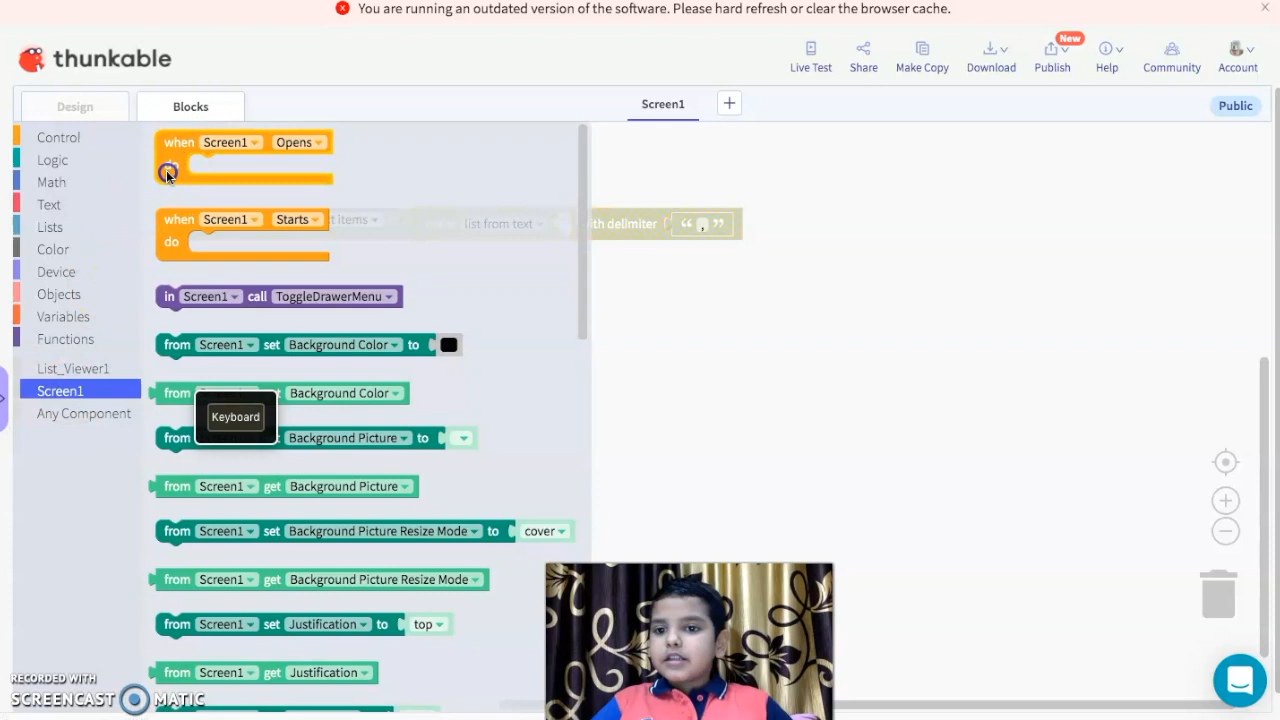 You are running an outdated version of the software. Please hard refresh or clear the browser cache.
thunkable
Live Test
Share
Make Copy
Download
New
Publish
Help
Community
Account
Design
Blocks
Screen1
Public
Control
Logic
Math
Text
Lists
Color
Device
Objects
Variables
Functions
List_Viewer1
Screen1
Any Component
when Screen1 Opens
when Screen1 Starts
do
t items
list from text
ith delimiter “ , ”
in Screen1 call ToggleDrawerMenu
from Screen1 set Background Color to
from Background Color
Keyboard
from Background Picture to
from Screen1 get Background Picture
from Screen1 set Background Picture Resize Mode to cover
from Screen1 get Background Picture Resize Mode
from Screen1 set Justification to top
from Screen1 get Justification
RECORDED WITH
SCREENCAST MATIC